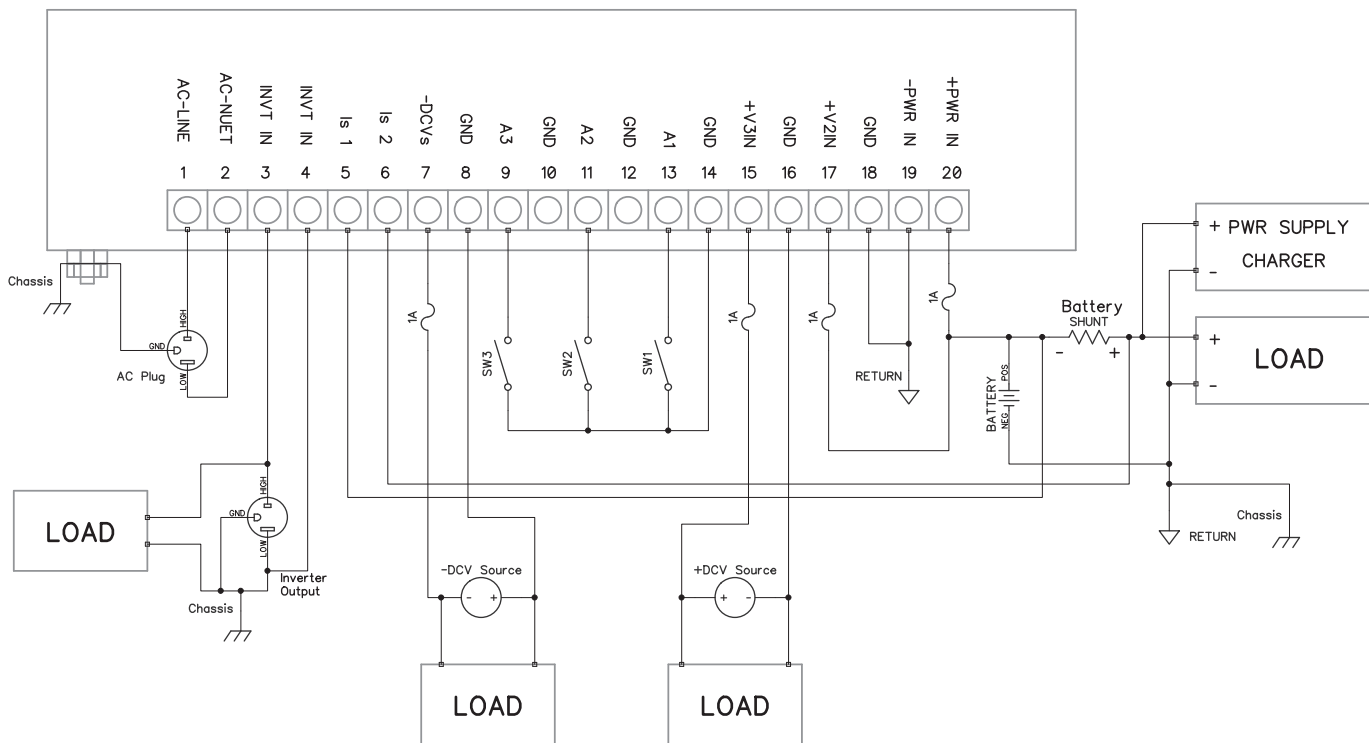 AC-LINE
AC-NUET
INVT IN
INVT IN
Is 1
Is 2
-DCVs
GND
A3
GND
A2
GND
A1
GND
+V3IN
GND
+V2IN
GND
-PWR IN
+PWR IN
1 2 3 4 5 6 7 8 9 10 11 12 13 14 15 16 17 18 19 20
+ PWR SUPPLY
CHARGER
-
Chassis
HIGH
GND
LOW
AC Plug
1A
1A
1A
1A
SW3
SW2
SW1
RETURN
Battery
SHUNT
- +
BATTERY
POS
NEG
+
LOAD
-
Chassis
RETURN
LOAD
HIGH
GND
LOW
Inverter
Output
Chassis
-DCV Source
- +
LOAD
+DCV Source
+ -
LOAD